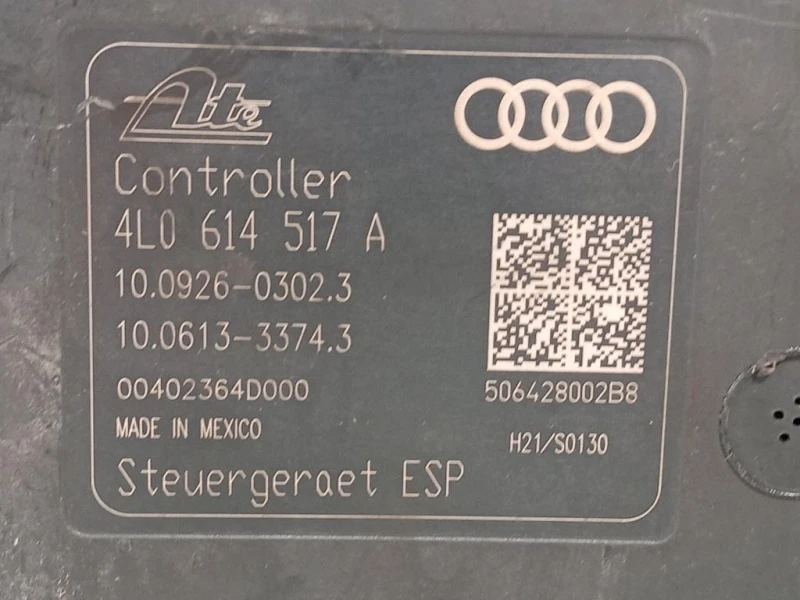 Ate
Controller
4L0 614 517 A
10.0926-0302.3
10.0613-3374.3
00402364D000
506428002B8
MADE IN MEXICO
H21/S0130
Steuergeraet ESP